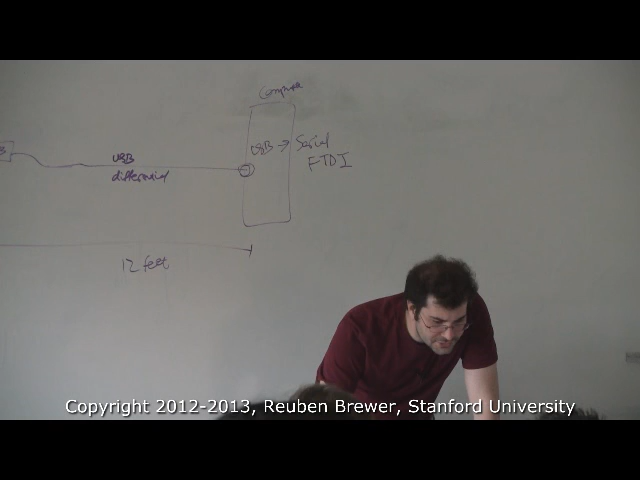 Computer
USB → Serial
FTDI
USB
differential
12 feet
Copyright 2012-2013, Reuben Brewer, Stanford University